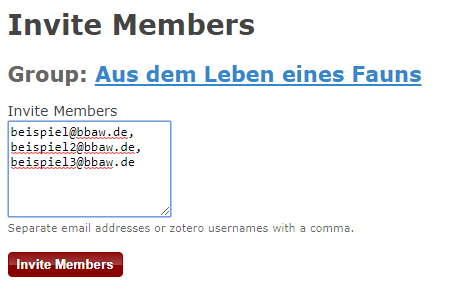 Invite Members
Group: Aus dem Leben eines Fauns
Invite Members
beispiel@bbaw.de,
beispiel2@bbaw.de,
beispiel3@bbaw.de
Separate email addresses or zotero usernames with a comma.
Invite Members